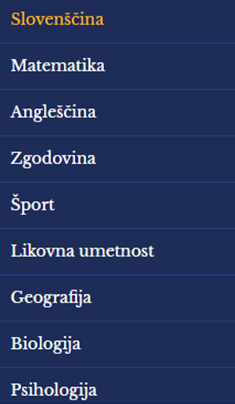 Slovenščina
Matematika
Angleščina
Zgodovina
Šport
Likovna umetnost
Geografija
Biologija
Psihologija